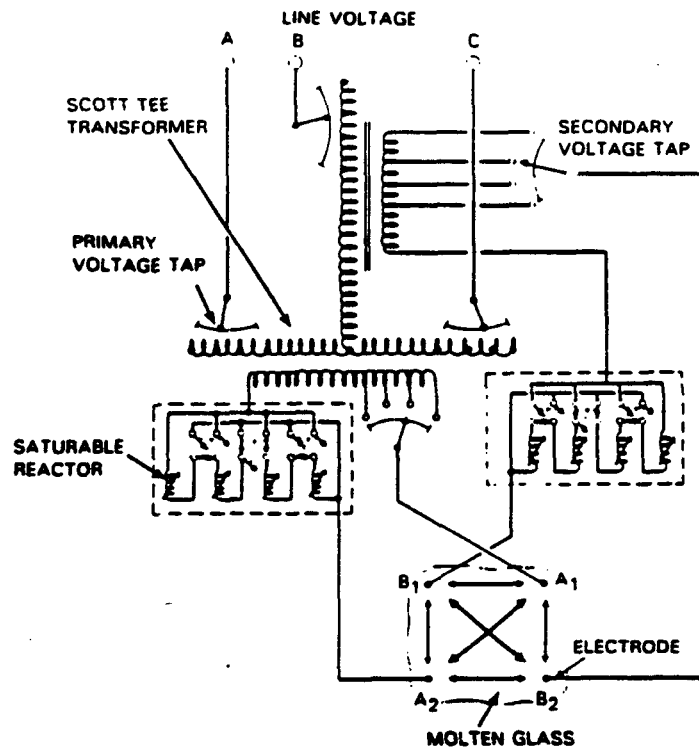 LINE VOLTAGE
A
B
C
SCOTT TEE
TRANSFORMER
SECONDARY
VOLTAGE TAP
PRIMARY
VOLTAGE TAP
SATURABLE
REACTOR
B1
A1
ELECTRODE
A2
B2
MOLTEN GLASS